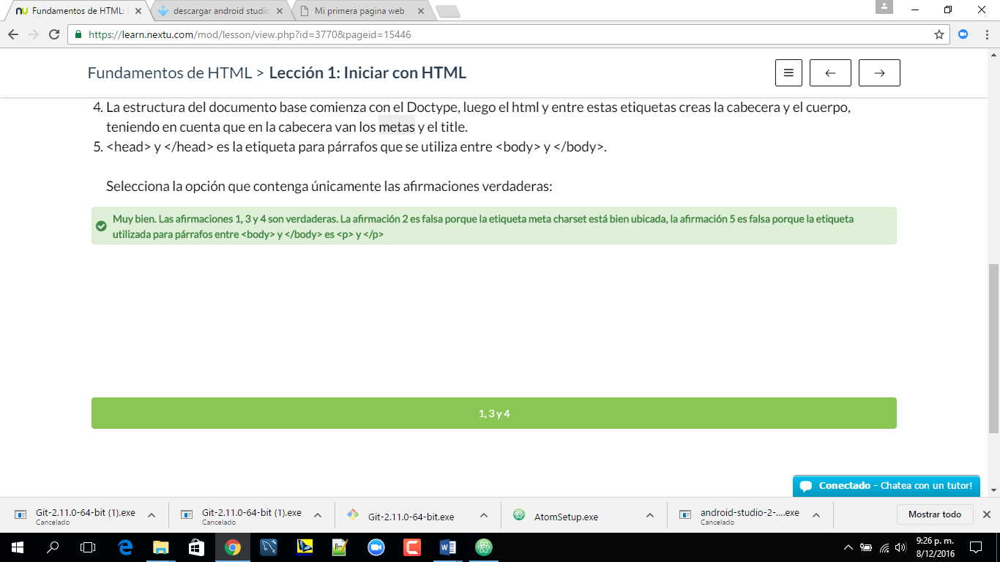 Fundamentos de HTML:
descargar android studio
Mi primera pagina web
https://learn.nextu.com/mod/lesson/view.php?id=3770&pageid=15446
Fundamentos de HTML > Lección 1: Iniciar con HTML
4. La estructura del documento base comienza con el Doctype, luego el html y entre estas etiquetas creas la cabecera y el cuerpo,
teniendo en cuenta que en la cabecera van los metas y el title.
5. <head> y </head> es la etiqueta para párrafos que se utiliza entre <body> y </body>.
Selecciona la opción que contenga únicamente las afirmaciones verdaderas:
Muy bien. Las afirmaciones 1, 3 y 4 son verdaderas. La afirmación 2 es falsa porque la etiqueta meta charset está bien ubicada, la afirmación 5 es falsa porque la etiqueta
utilizada para párrafos entre <body> y </body> es <p> y </p>
1, 3 y 4
Conectado - Chatea con un tutor!
Git-2.11.0-64-bit (1).exe
Cancelado
Git-2.11.0-64-bit (1).exe
Cancelado
Git-2.11.0-64-bit.exe
AtomSetup.exe
android-studio-2-....exe
Cancelado
Mostrar todo
9:26 p. m.
8/12/2016